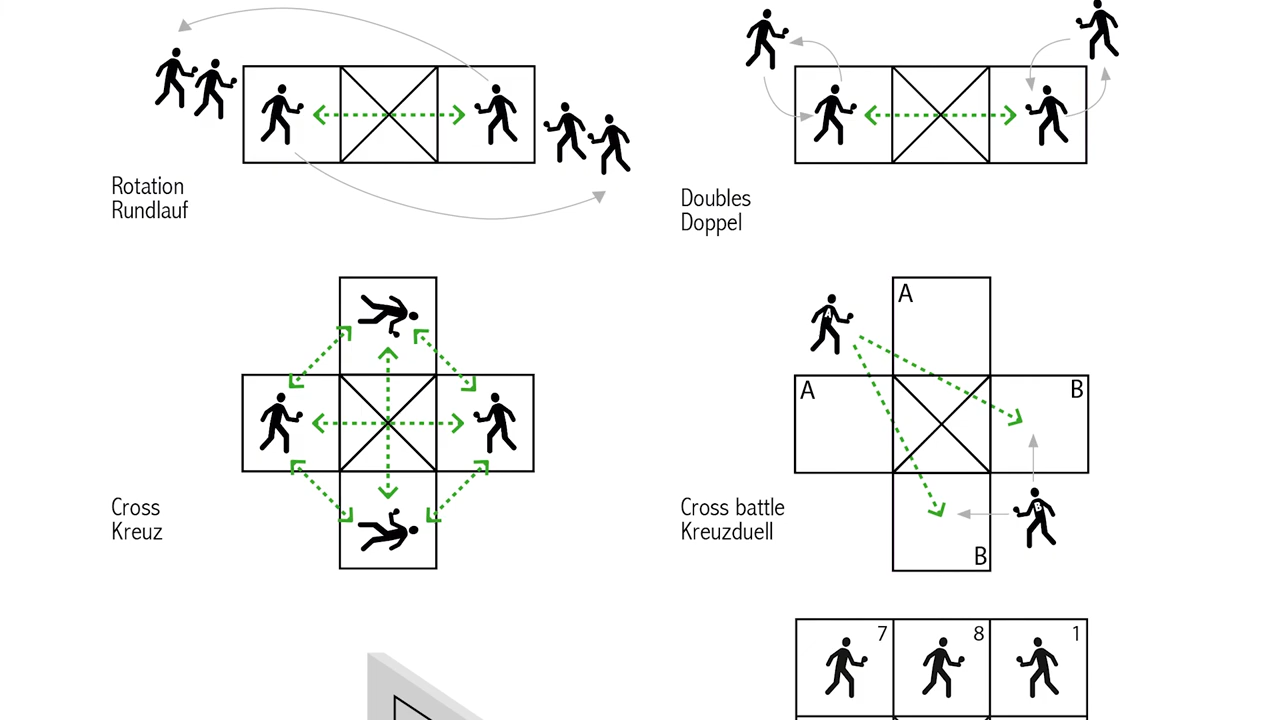 Rotation
Rundlauf
Doubles
Doppel
Cross
Kreuz
A
A
B
A
B
B
Cross battle
Kreuzduell
7
8
1